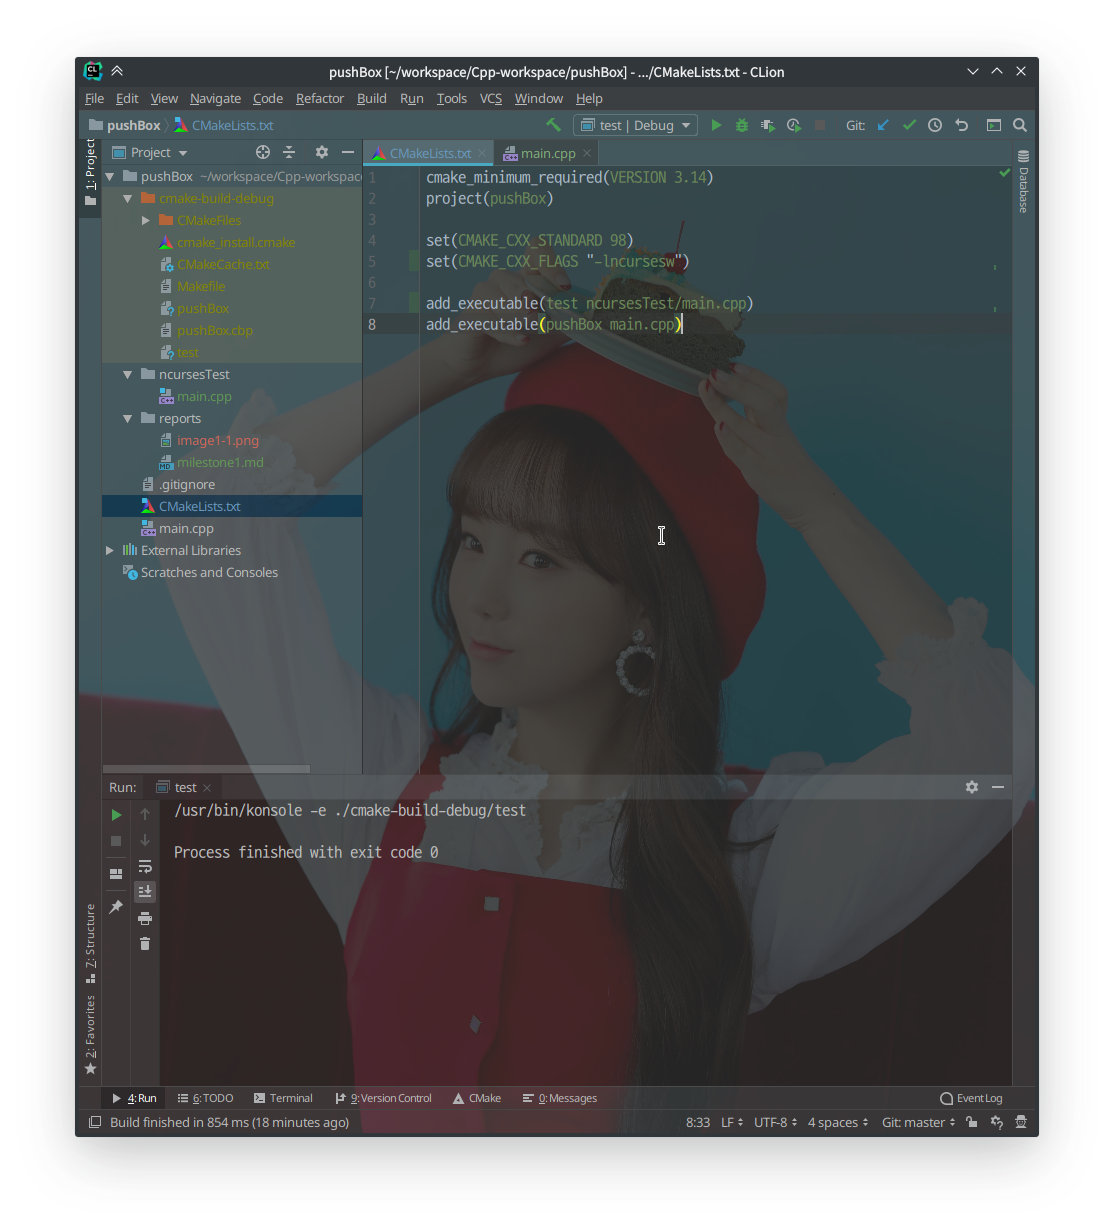 pushBox [~/workspace/Cpp-workspace/pushBox] - .../CMakeLists.txt - CLion
File Edit View Navigate Code Refactor Build Run Tools VCS Window Help
pushBox CMakeLists.txt test | Debug Git:
1: Project
Project
pushBox ~/workspace/Cpp-workspac
cmake-build-debug
CMakeFiles
cmake_install.cmake
CMakeCache.txt
Makefile
pushBox
pushBox.cbp
test
ncursesTest
main.cpp
reports
image1-1.png
milestone1.md
.gitignore
CMakeLists.txt
main.cpp
External Libraries
Scratches and Consoles
CMakeLists.txt main.cpp
1 cmake_minimum_required(VERSION 3.14)
2 project(pushBox)
3
4 set(CMAKE_CXX_STANDARD 98)
5 set(CMAKE_CXX_FLAGS "-lncursesw")
6
7 add_executable(test ncursesTest/main.cpp)
8 add_executable(pushBox main.cpp)
Database
Run: test
/usr/bin/konsole -e ./cmake-build-debug/test
Process finished with exit code 0
7: Structure
2: Favorites
4: Run 6: TODO Terminal 9: Version Control CMake 0: Messages Event Log
Build finished in 854 ms (18 minutes ago) 8:33 LF UTF-8 4 spaces Git: master